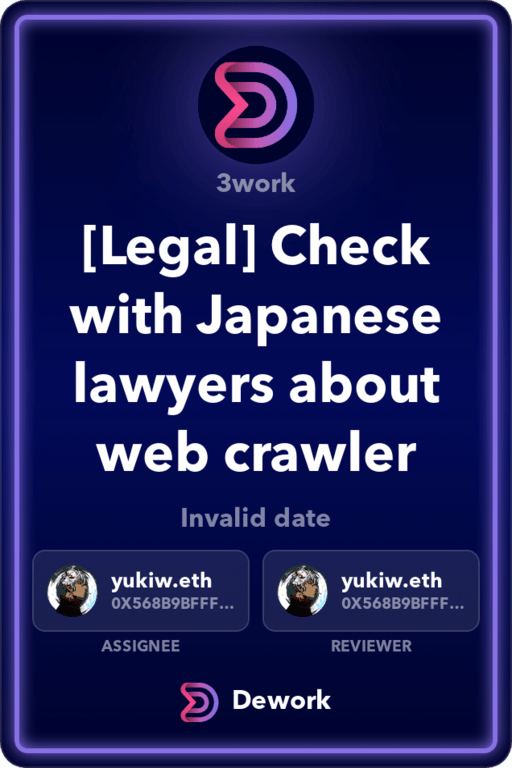 3work
[Legal] Check
with Japanese
lawyers about
web crawler
Invalid date
yukiw.eth
0X568B9BFFF...
ASSIGNEE
yukiw.eth
0X568B9BFFF...
REVIEWER
Dework